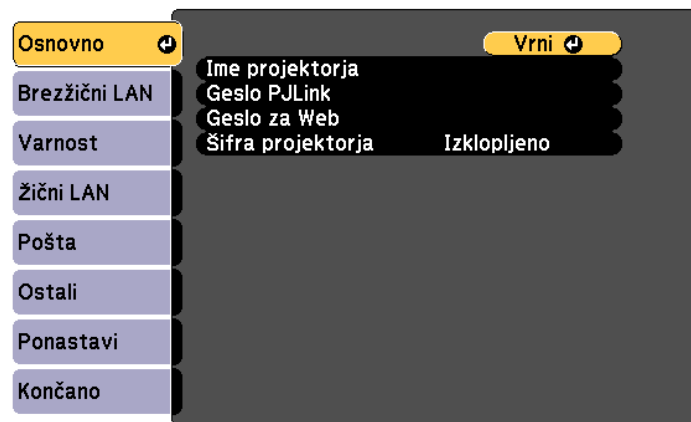 Osnovno
Brezžični LAN
Varnost
Žični LAN
Pošta
Ostali
Ponastavi
Končano
Vrni
Ime projektorja
Geslo PJLink
Geslo za Web
Šifra projektorja Izklopljeno